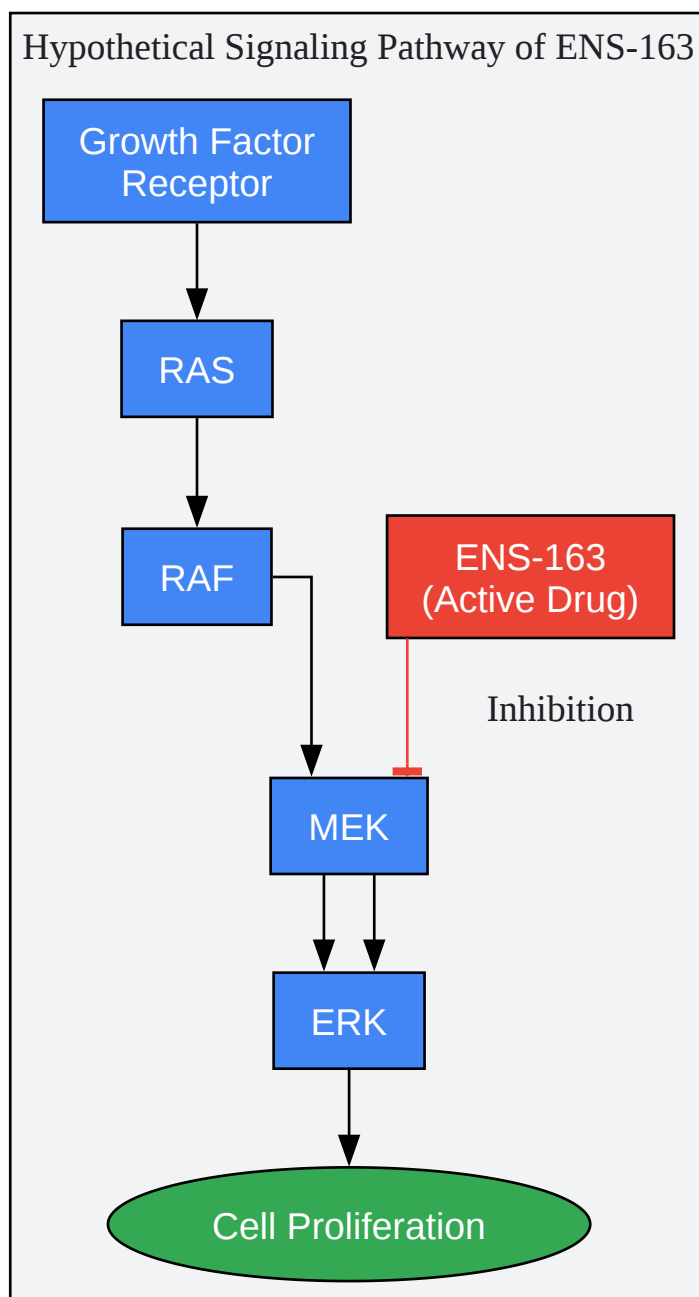 Hypothetical Signaling Pathway of ENS-163
Growth Factor
Receptor
RAS
RAF
ENS-163
(Active Drug)
Inhibition
MEK
ERK
Cell Proliferation